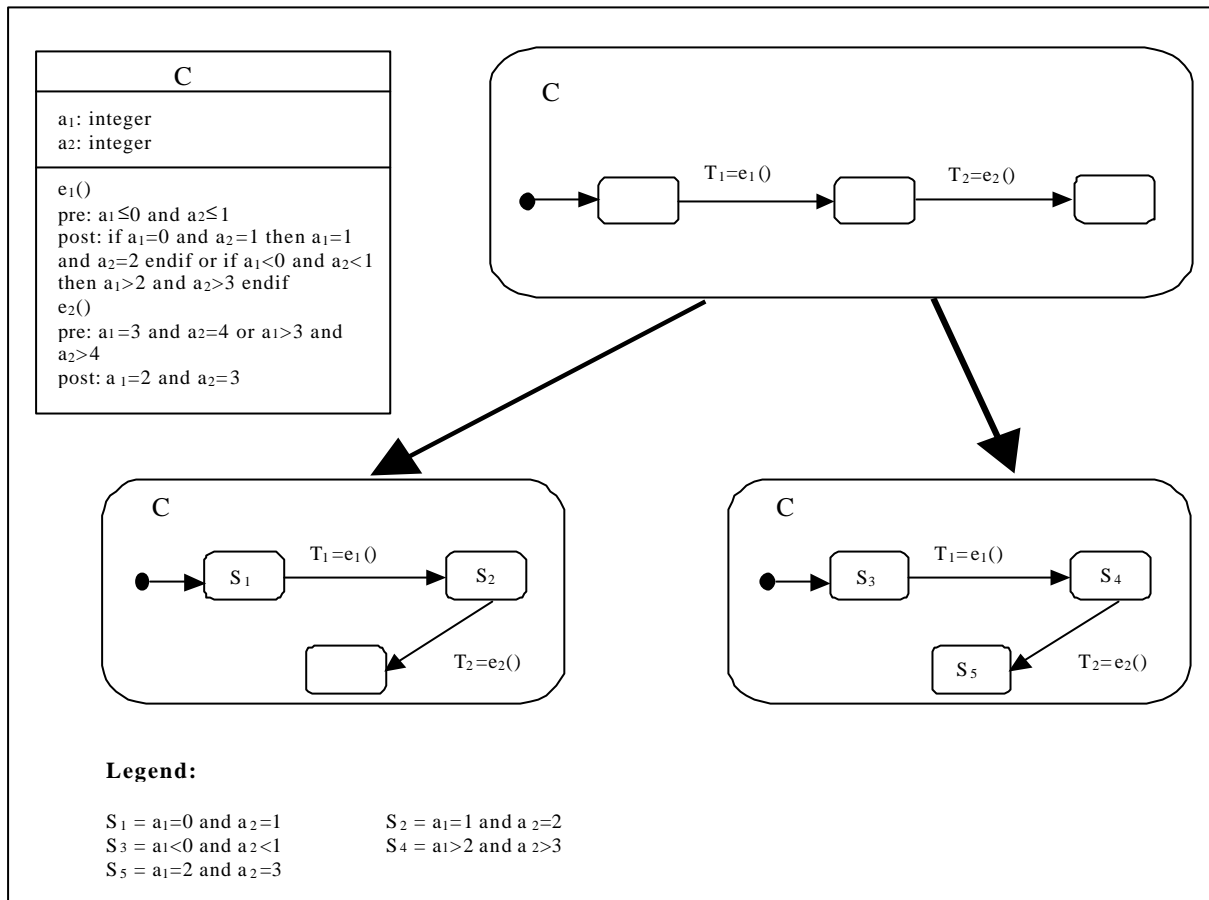 C
a₁: integer
a₂: integer
e₁()
pre: a₁≤0 and a₂≤1
post: if a₁=0 and a₂=1 then a₁=1
and a₂=2 endif or if a₁<0 and a₂<1
then a₁>2 and a₂>3 endif
e₂()
pre: a₁=3 and a₂=4 or a₁>3 and
a₂>4
post: a₁=2 and a₂=3
C
T₁=e₁()
T₂=e₂()
C
S₁
T₁=e₁()
S₂
T₂=e₂()
C
S₃
T₁=e₁()
S₄
S₅
T₂=e₂()
Legend:
S₁ = a₁=0 and a₂=1
S₂ = a₁=1 and a₂=2
S₃ = a₁<0 and a₂<1
S₄ = a₁>2 and a₂>3
S₅ = a₁=2 and a₂=3